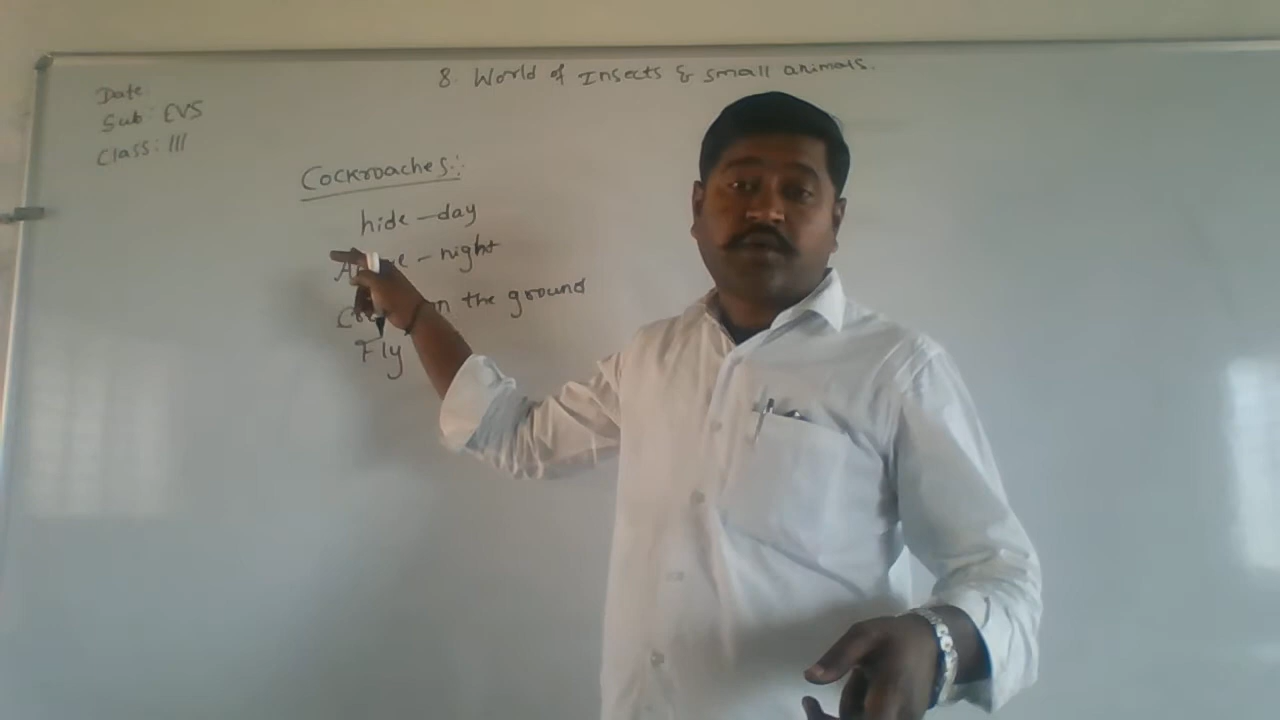 8. World of Insects & small animals.
Date:
Sub: EVS
Class: III
Cockroaches:
hide - day
- night
the ground
Fly